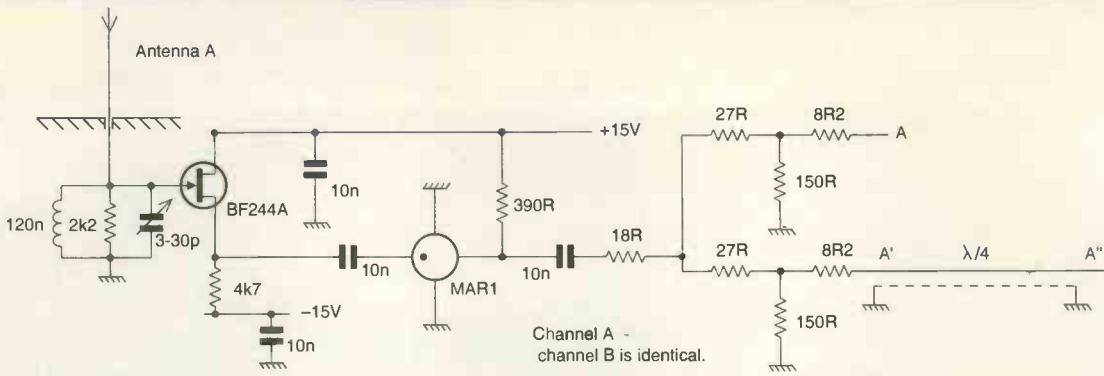 Antenna A
27R
8R2
A
+15V
150R
10n
390R
BF244A
120n
2k2
3-30p
18R
27R
8R2
A'
λ/4
A"
10n
10n
MAR1
4k7
150R
-15V
10n
Channel A -
channel B is identical.